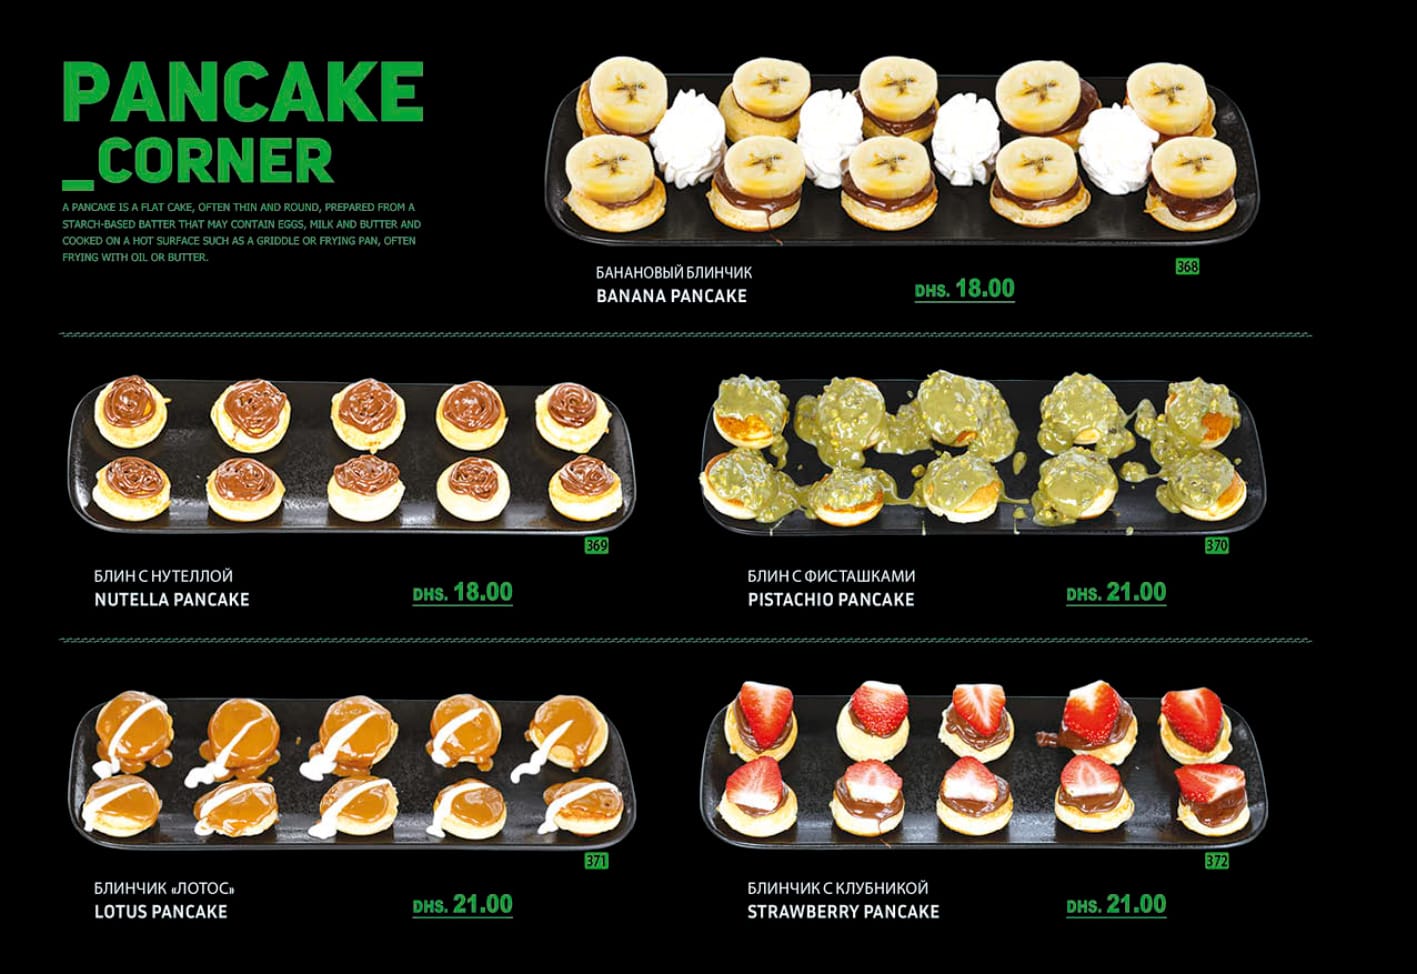 PANCAKE
_CORNER
A PANCAKE IS A FLAT CAKE, OFTEN THIN AND ROUND, PREPARED FROM A
STARCH-BASED BATTER THAT MAY CONTAIN EGGS, MILK AND BUTTER AND
COOKED ON A HOT SURFACE SUCH AS A GRIDDLE OR FRYING PAN, OFTEN
FRYING WITH OIL OR BUTTER.
368
БАНАНОВЫЙ БЛИНЧИК
BANANA PANCAKE
DHS. 18.00
369
БЛИН С НУТЕЛЛОЙ
NUTELLA PANCAKE
DHS. 18.00
370
БЛИН С ФИСТАШКАМИ
PISTACHIO PANCAKE
DHS. 21.00
371
БЛИНЧИК «ЛОТОС»
LOTUS PANCAKE
DHS. 21.00
372
БЛИНЧИК С КЛУБНИКОЙ
STRAWBERRY PANCAKE
DHS. 21.00